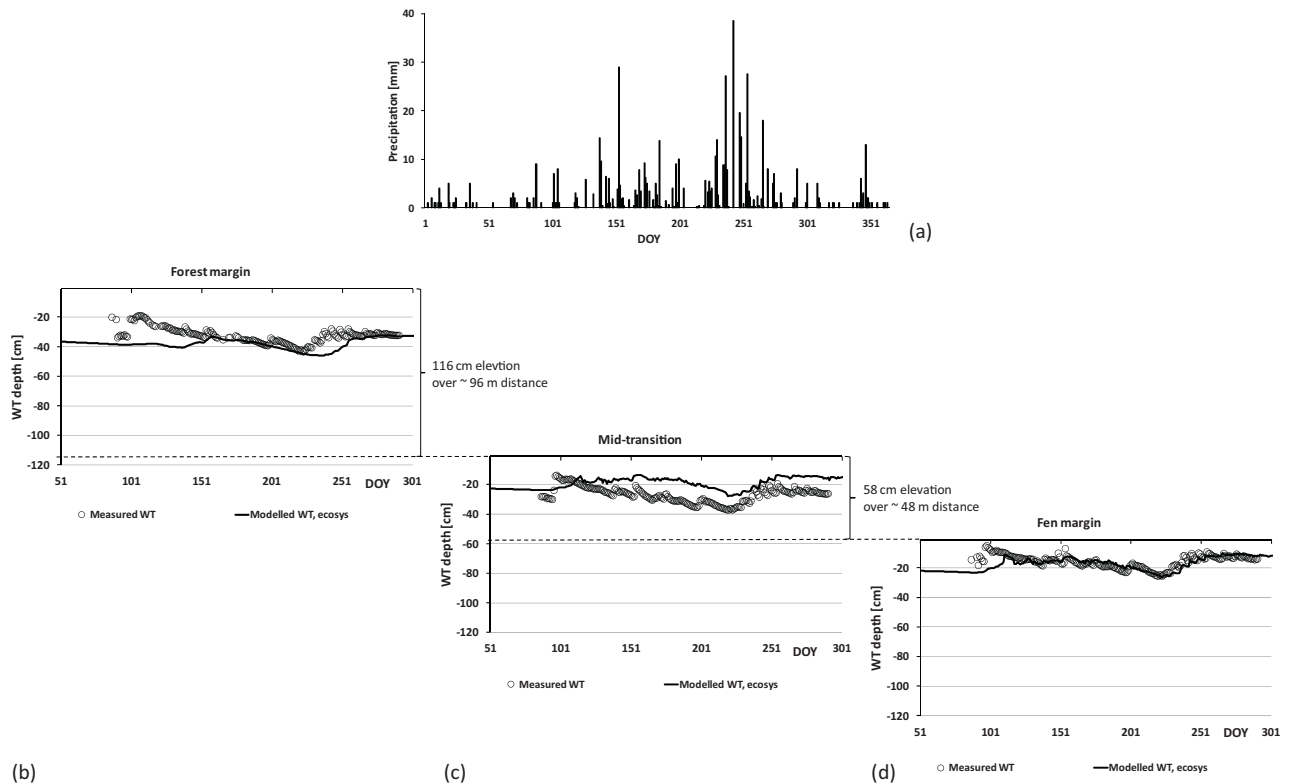 40
30
20
10
0
Precipitation [mm]
1 51 101 151 201 251 301 351
DOY
(a)
Forest margin
-20
-40
-60
-80
-100
-120
WT depth [cm]
51 101 151 201 251 DOY 301
Measured WT Modelled WT, ecosys
116 cm elevtion
over ~ 96 m distance
(b)
Mid-transition
-20
-40
-60
-80
-100
-120
WT depth [cm]
51 101 151 201 251 DOY 301
Measured WT Modelled WT, ecosys
58 cm elevation
over ~ 48 m distance
(c)
Fen margin
-20
-40
-60
-80
-100
-120
WT depth [cm]
51 101 151 201 251 DOY 301
Measured WT Modelled WT, ecosys
(d)